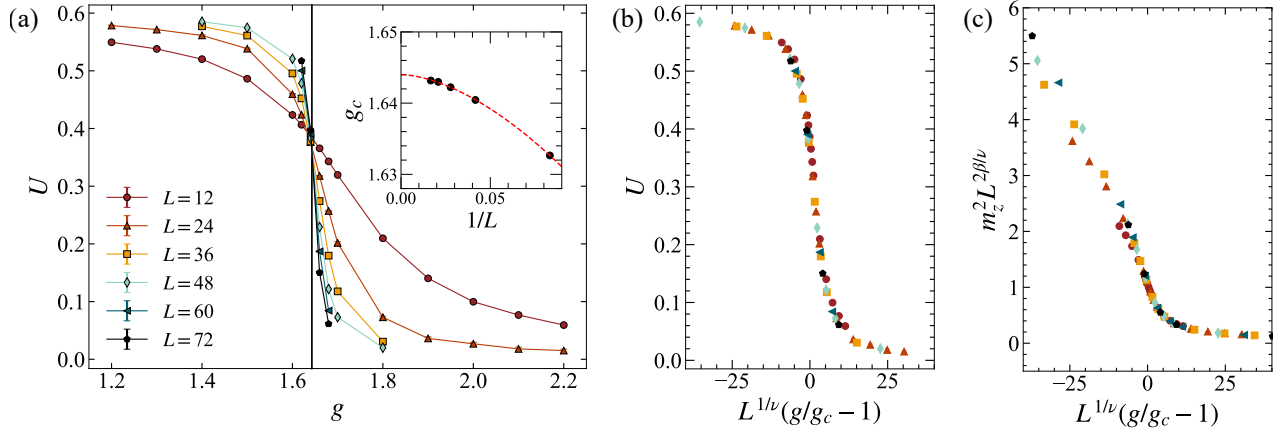 (a)
U
0.6
0.5
0.4
0.3
0.2
0.1
0.0
1.2 1.4 1.6 1.8 2.0 2.2
g
L = 12
L = 24
L = 36
L = 48
L = 60
L = 72
g_c
1.65
1.64
1.63
0.00 0.05
1/L
(b)
U
0.6
0.5
0.4
0.3
0.2
0.1
0.0
−25 0 25
L^{1/ν}(g/g_c − 1)
(c)
m_z^2 L^{2β/ν}
6
5
4
3
2
1
0
−25 0 25
L^{1/ν}(g/g_c − 1)